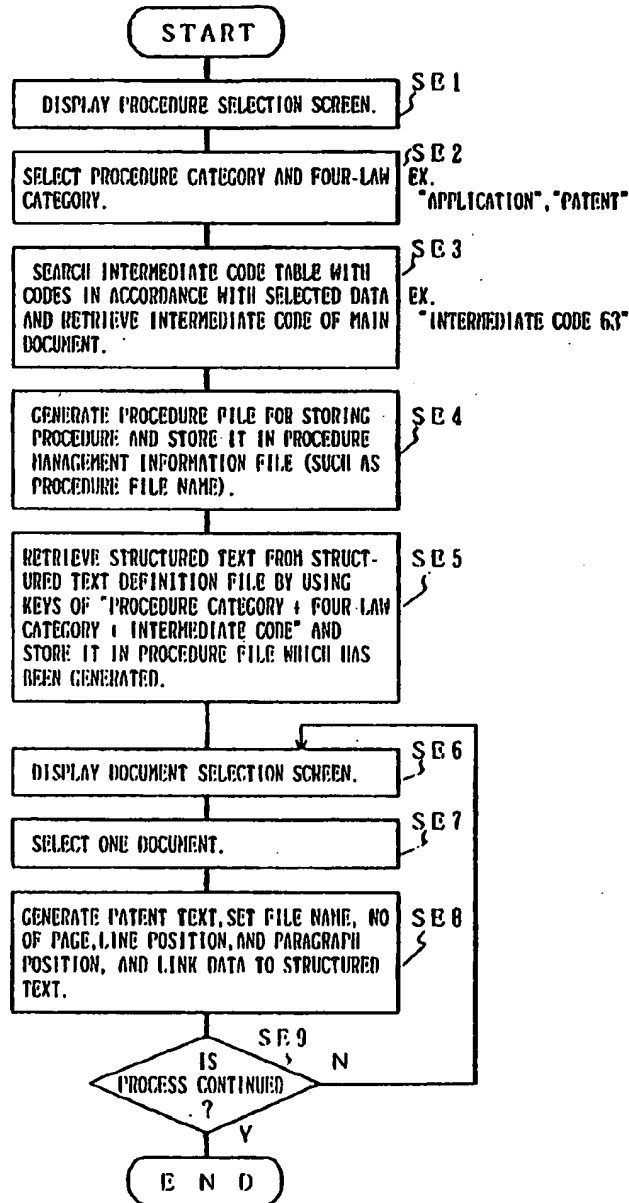 START
SE1
DISPLAY PROCEDURE SELECTION SCREEN.
SE2
SELECT PROCEDURE CATEGORY AND FOUR-LAW
CATEGORY.
EX.
"APPLICATION","PATENT"
SE3
SEARCH INTERMEDIATE CODE TABLE WITH
CODES IN ACCORDANCE WITH SELECTED DATA
AND RETRIEVE INTERMEDIATE CODE OF MAIN
DOCUMENT.
EX.
"INTERMEDIATE CODE 63"
SE4
GENERATE PROCEDURE FILE FOR STORING
PROCEDURE AND STORE IT IN PROCEDURE
MANAGEMENT INFORMATION FILE (SUCH AS
PROCEDURE FILE NAME).
SE5
RETRIEVE STRUCTURED TEXT FROM STRUCT-
URED TEXT DEFINITION FILE BY USING
KEYS OF "PROCEDURE CATEGORY + FOUR-LAW
CATEGORY + INTERMEDIATE CODE" AND
STORE IT IN PROCEDURE FILE WHICH HAS
BEEN GENERATED.
SE6
DISPLAY DOCUMENT SELECTION SCREEN.
SE7
SELECT ONE DOCUMENT.
SE8
GENERATE PATENT TEXT, SET FILE NAME, NO
OF PAGE, LINE POSITION, AND PARAGRAPH
POSITION, AND LINK DATA TO STRUCTURED
TEXT.
SE9
IS
PROCESS CONTINUED
?
N
Y
END